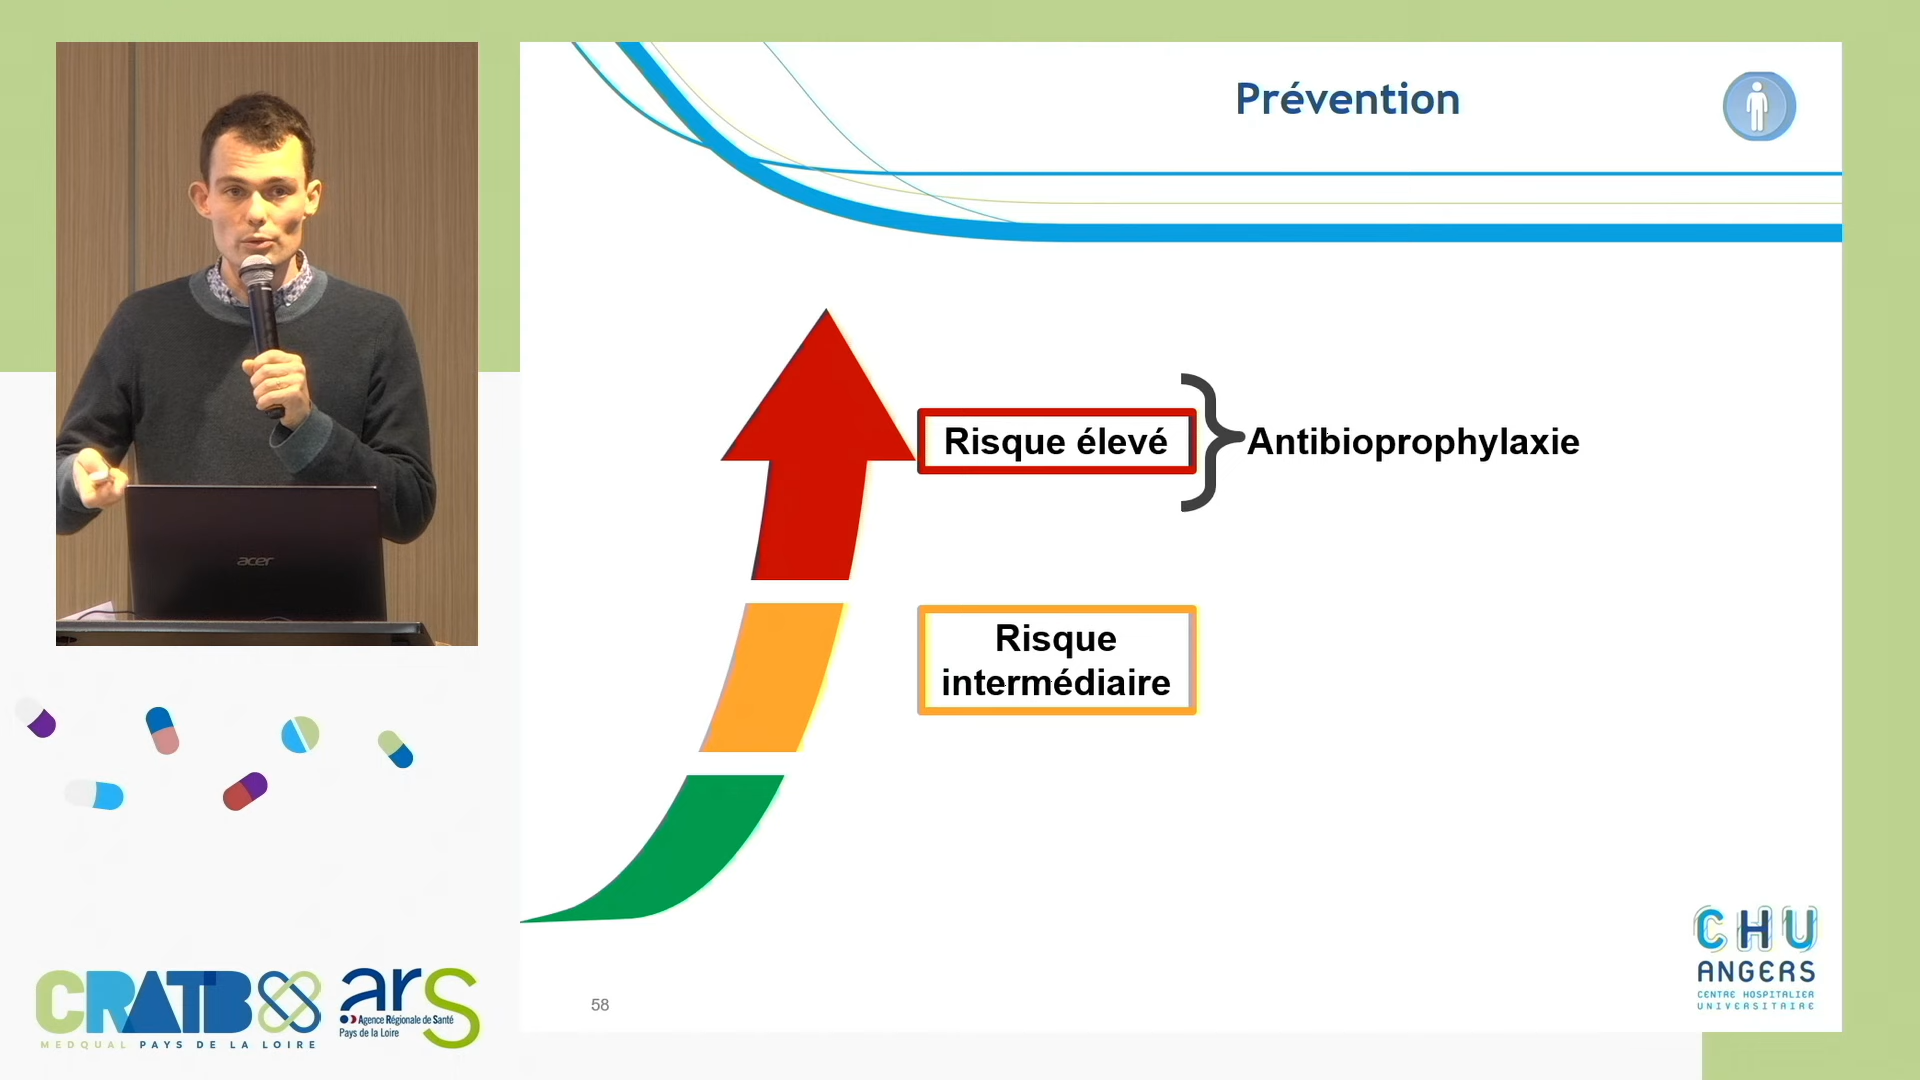 Prévention
Risque élevé
Antibioprophylaxie
Risque
intermédiaire
58
CHU
ANGERS
CENTRE HOSPITALIER
UNIVERSITAIRE
acer
CRATB
MEDQUAL PAYS DE LA LOIRE
ars
Agence Régionale de Santé
Pays de la Loire